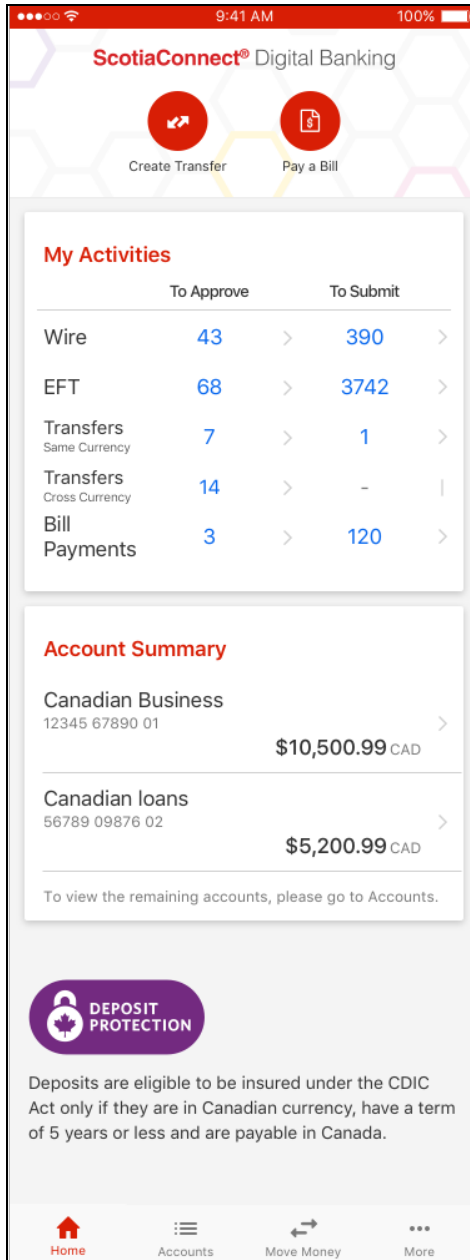 9:41 AM 100%
ScotiaConnect® Digital Banking
Create Transfer Pay a Bill
My Activities
To Approve To Submit
Wire 43 390
EFT 68 3742
Transfers
Same Currency 7 1
Transfers
Cross Currency 14 -
Bill
Payments 3 120
Account Summary
Canadian Business
12345 67890 01
$10,500.99 CAD
Canadian loans
56789 09876 02
$5,200.99 CAD
To view the remaining accounts, please go to Accounts.
DEPOSIT
PROTECTION
Deposits are eligible to be insured under the CDIC
Act only if they are in Canadian currency, have a term
of 5 years or less and are payable in Canada.
Home Accounts Move Money More